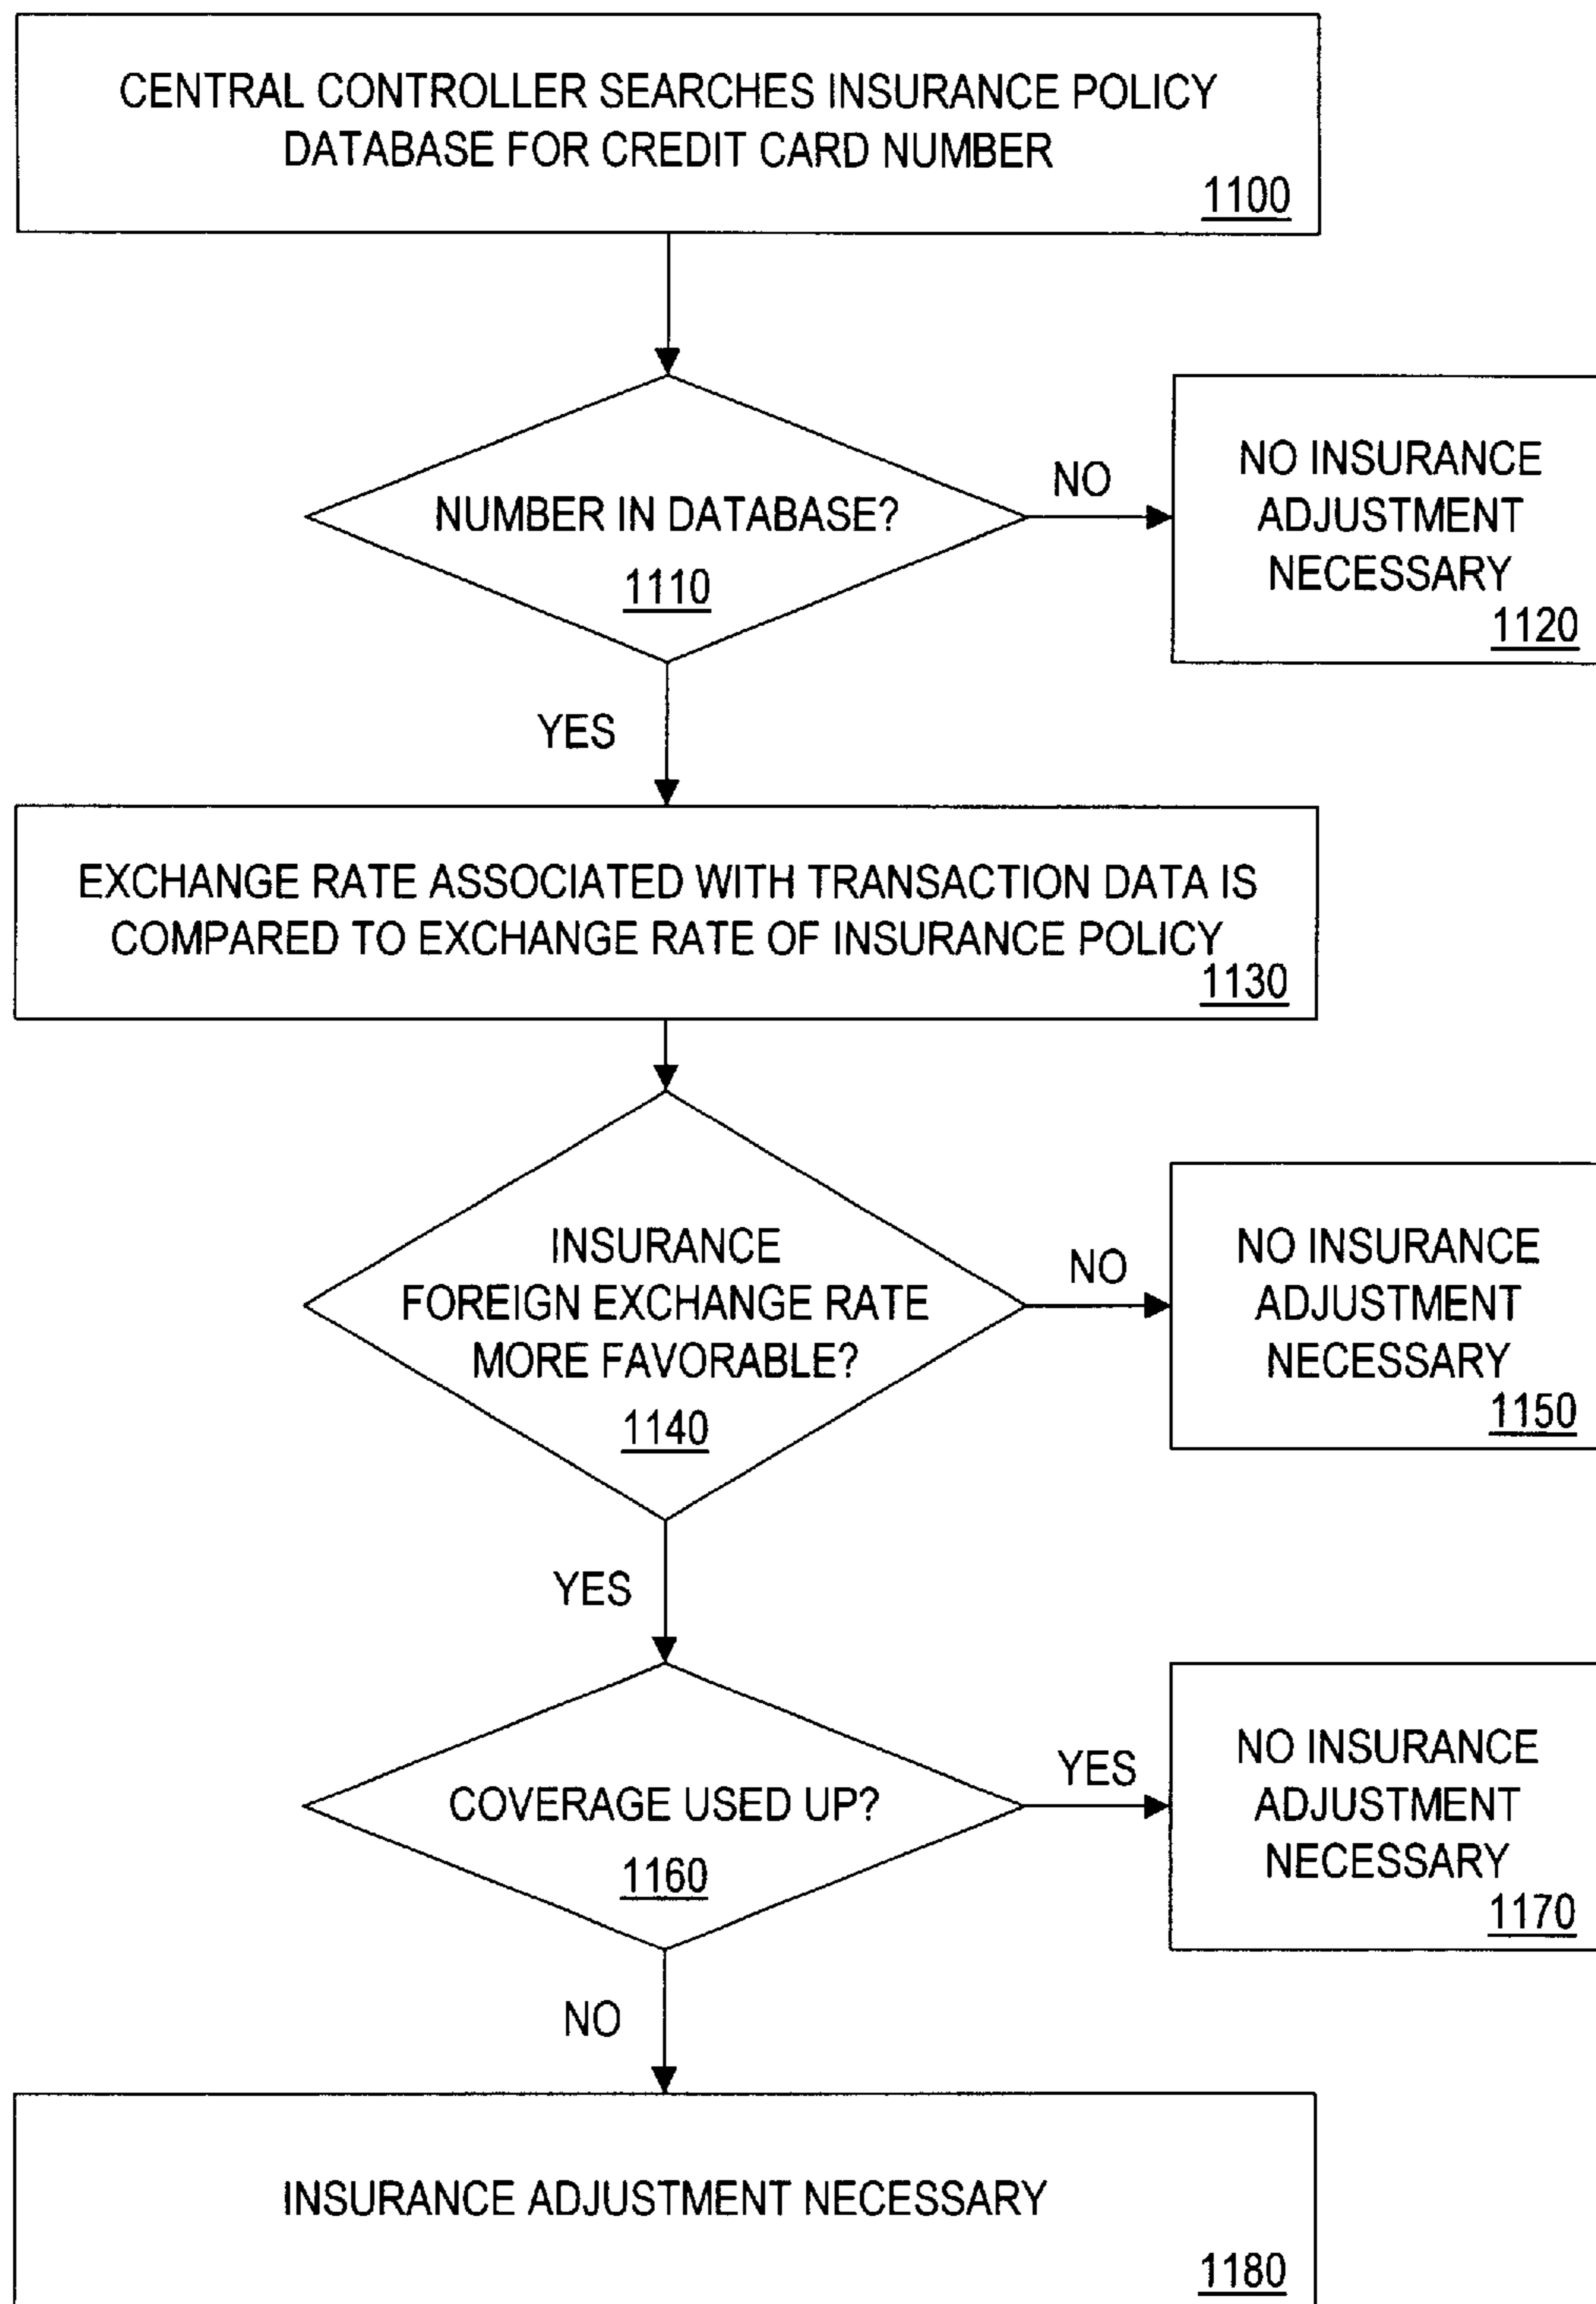 CENTRAL CONTROLLER SEARCHES INSURANCE POLICY
DATABASE FOR CREDIT CARD NUMBER
1100
NUMBER IN DATABASE?
1110
NO
NO INSURANCE
ADJUSTMENT
NECESSARY
1120
YES
EXCHANGE RATE ASSOCIATED WITH TRANSACTION DATA IS
COMPARED TO EXCHANGE RATE OF INSURANCE POLICY
1130
INSURANCE
FOREIGN EXCHANGE RATE
MORE FAVORABLE?
1140
NO
NO INSURANCE
ADJUSTMENT
NECESSARY
1150
YES
COVERAGE USED UP?
1160
YES
NO INSURANCE
ADJUSTMENT
NECESSARY
1170
NO
INSURANCE ADJUSTMENT NECESSARY
1180